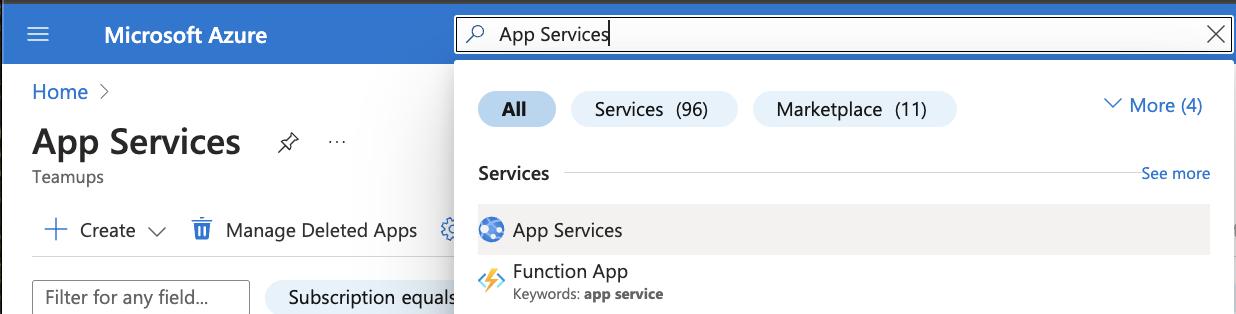 Microsoft Azure
App Services
Home
App Services
Teamups
Create
Manage Deleted Apps
Filter for any field...
Subscription equals
All
Services (96)
Marketplace (11)
More (4)
Services
See more
App Services
Function App
Keywords: app service